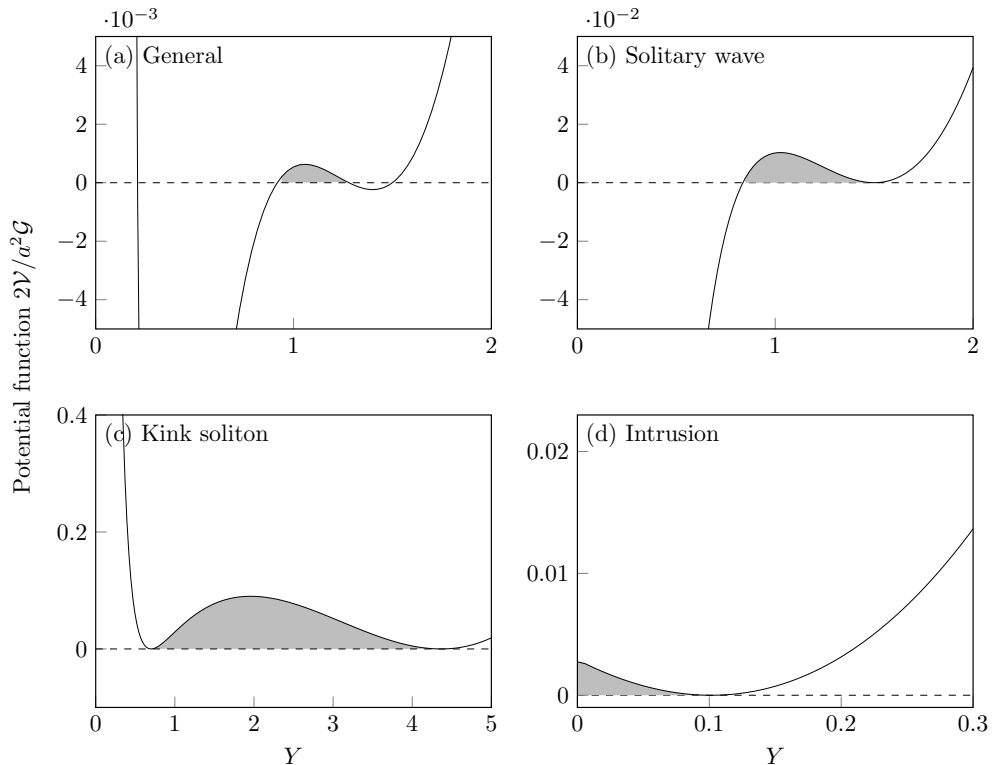 Potential function 2𝒱/a²𝒢
·10⁻³
(a) General
4
2
0
−2
−4
0 1 2
·10⁻²
(b) Solitary wave
4
2
0
−2
−4
0 1 2
(c) Kink soliton
0.4
0.2
0
0 1 2 3 4 5
Y
(d) Intrusion
0.02
0.01
0
0 0.1 0.2 0.3
Y